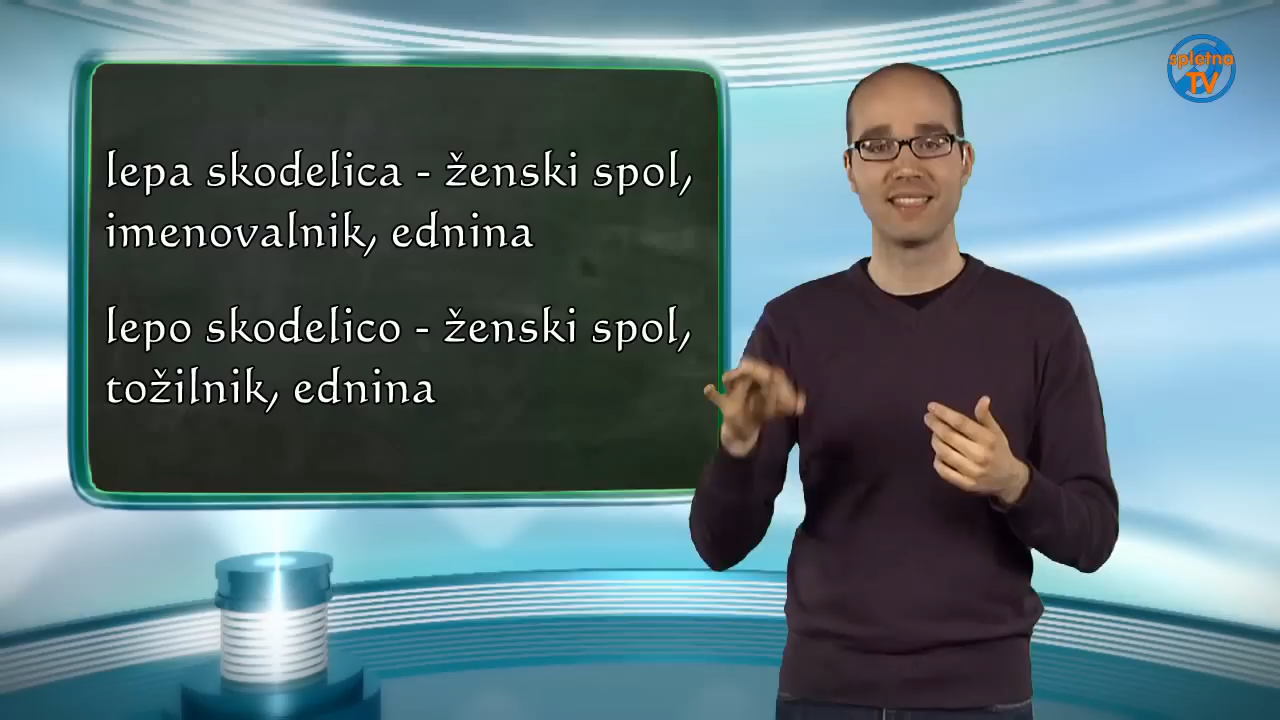 lepa skodelica - ženski spol,
imenovalnik, ednina
lepo skodelico - ženski spol,
tožilnik, ednina
spletna
TV